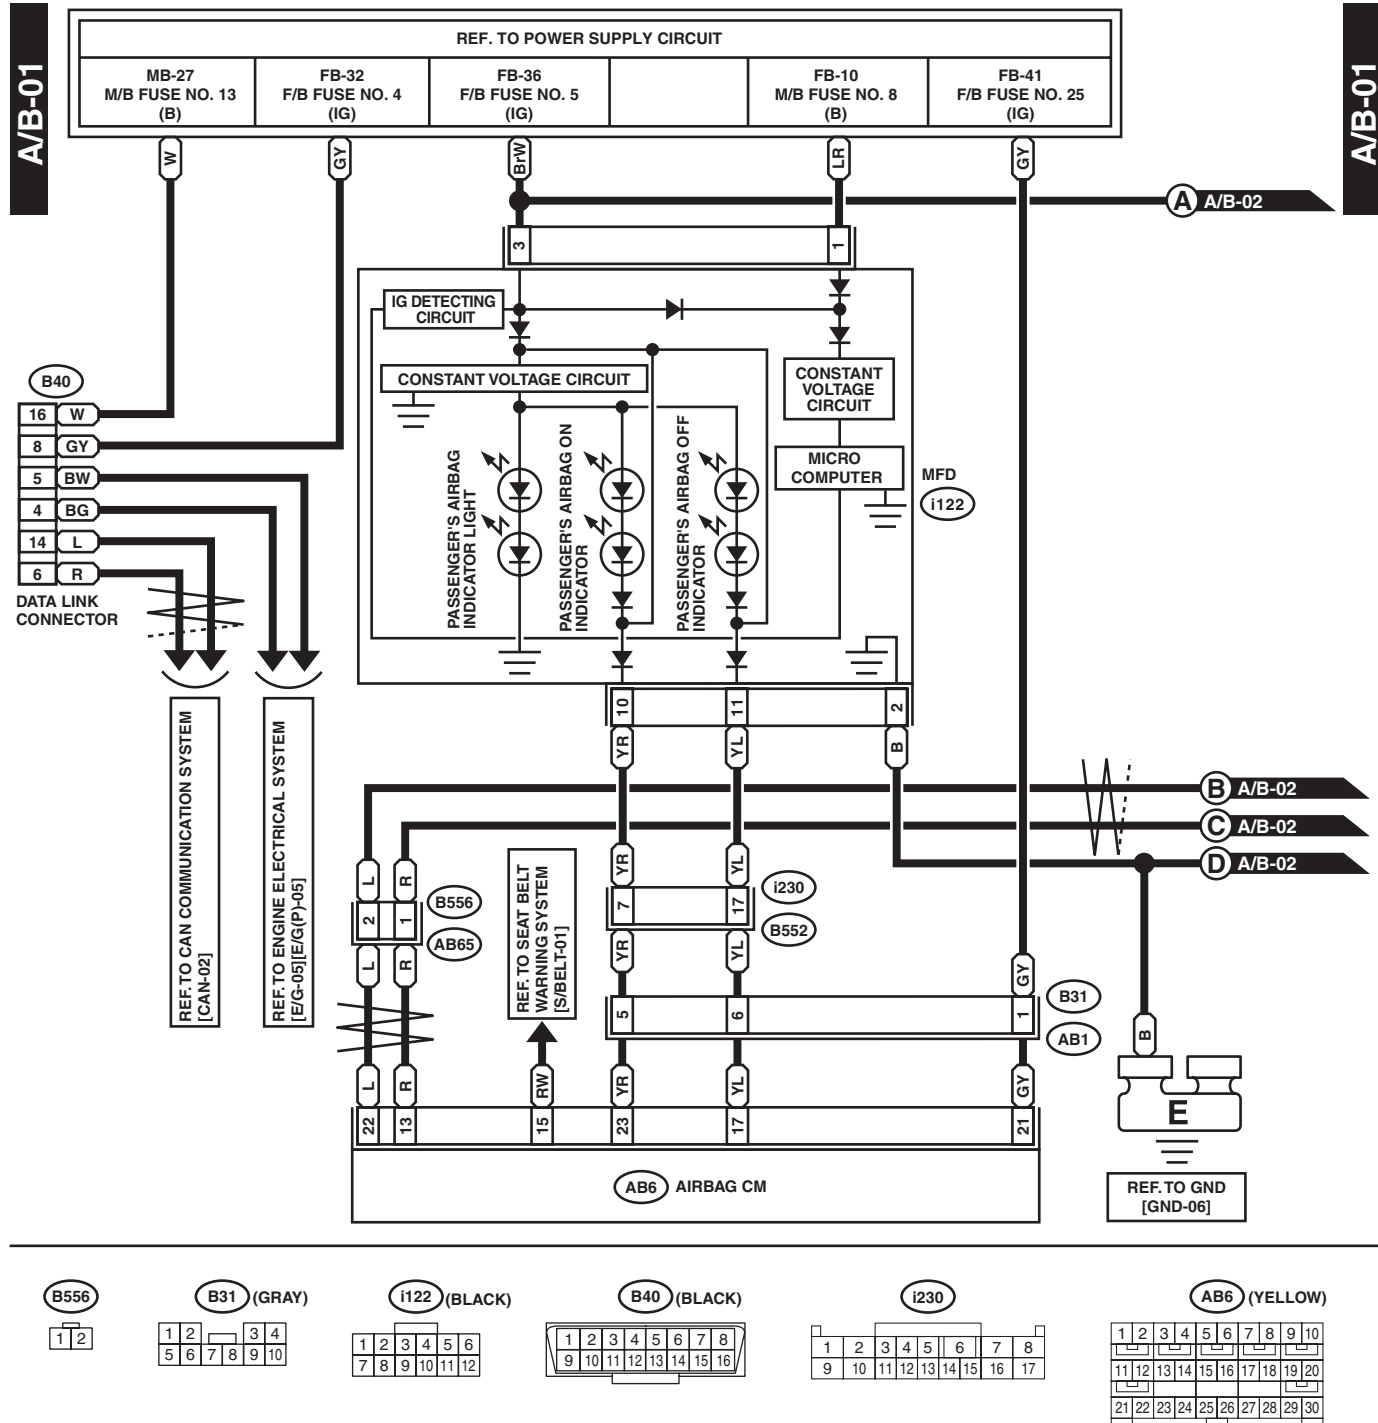 A/B-01
A/B-01
REF. TO POWER SUPPLY CIRCUIT
MB-27
M/B FUSE NO. 13
(B)
FB-32
F/B FUSE NO. 4
(IG)
FB-36
F/B FUSE NO. 5
(IG)
FB-10
M/B FUSE NO. 8
(B)
FB-41
F/B FUSE NO. 25
(IG)
W
GY
BrW
LR
GY
A A/B-02
3
1
IG DETECTING
CIRCUIT
CONSTANT VOLTAGE CIRCUIT
CONSTANT
VOLTAGE
CIRCUIT
MICRO
COMPUTER
MFD
i122
PASSENGER'S AIRBAG
INDICATOR LIGHT
PASSENGER'S AIRBAG ON
INDICATOR
PASSENGER'S AIRBAG OFF
INDICATOR
B40
16 W
8 GY
5 BW
4 BG
14 L
6 R
DATA LINK
CONNECTOR
REF. TO CAN COMMUNICATION SYSTEM
[CAN-02]
REF. TO ENGINE ELECTRICAL SYSTEM
[E/G-05][E/G(P)-05]
10
11
2
YR
YL
B
B A/B-02
C A/B-02
D A/B-02
L
R
2
1
B556
AB65
L
R
REF. TO SEAT BELT
WARNING SYSTEM
[S/BELT-01]
YR
YL
7
17
i230
B552
YR
YL
GY
5
6
1
B31
AB1
B
L
R
RW
YR
YL
GY
22
13
15
23
17
21
AB6 AIRBAG CM
E
REF. TO GND
[GND-06]
B556
1 2
B31 (GRAY)
1 2 3 4
5 6 7 8 9 10
i122 (BLACK)
1 2 3 4 5 6
7 8 9 10 11 12
B40 (BLACK)
1 2 3 4 5 6 7 8
9 10 11 12 13 14 15 16
i230
1 2 3 4 5 6 7 8
9 10 11 12 13 14 15 16 17
AB6 (YELLOW)
1 2 3 4 5 6 7 8 9 10
11 12 13 14 15 16 17 18 19 20
21 22 23 24 25 26 27 28 29 30